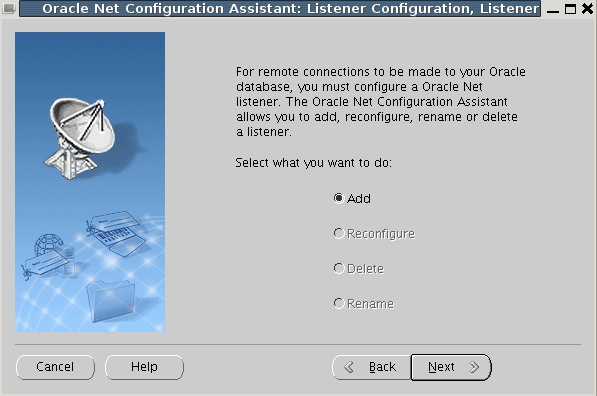 Oracle Net Configuration Assistant: Listener Configuration, Listener
For remote connections to be made to your Oracle
database, you must configure a Oracle Net
listener. The Oracle Net Configuration Assistant
allows you to add, reconfigure, rename or delete
a listener.
Select what you want to do:
Add
Reconfigure
Delete
Rename
Cancel
Help
Back
Next